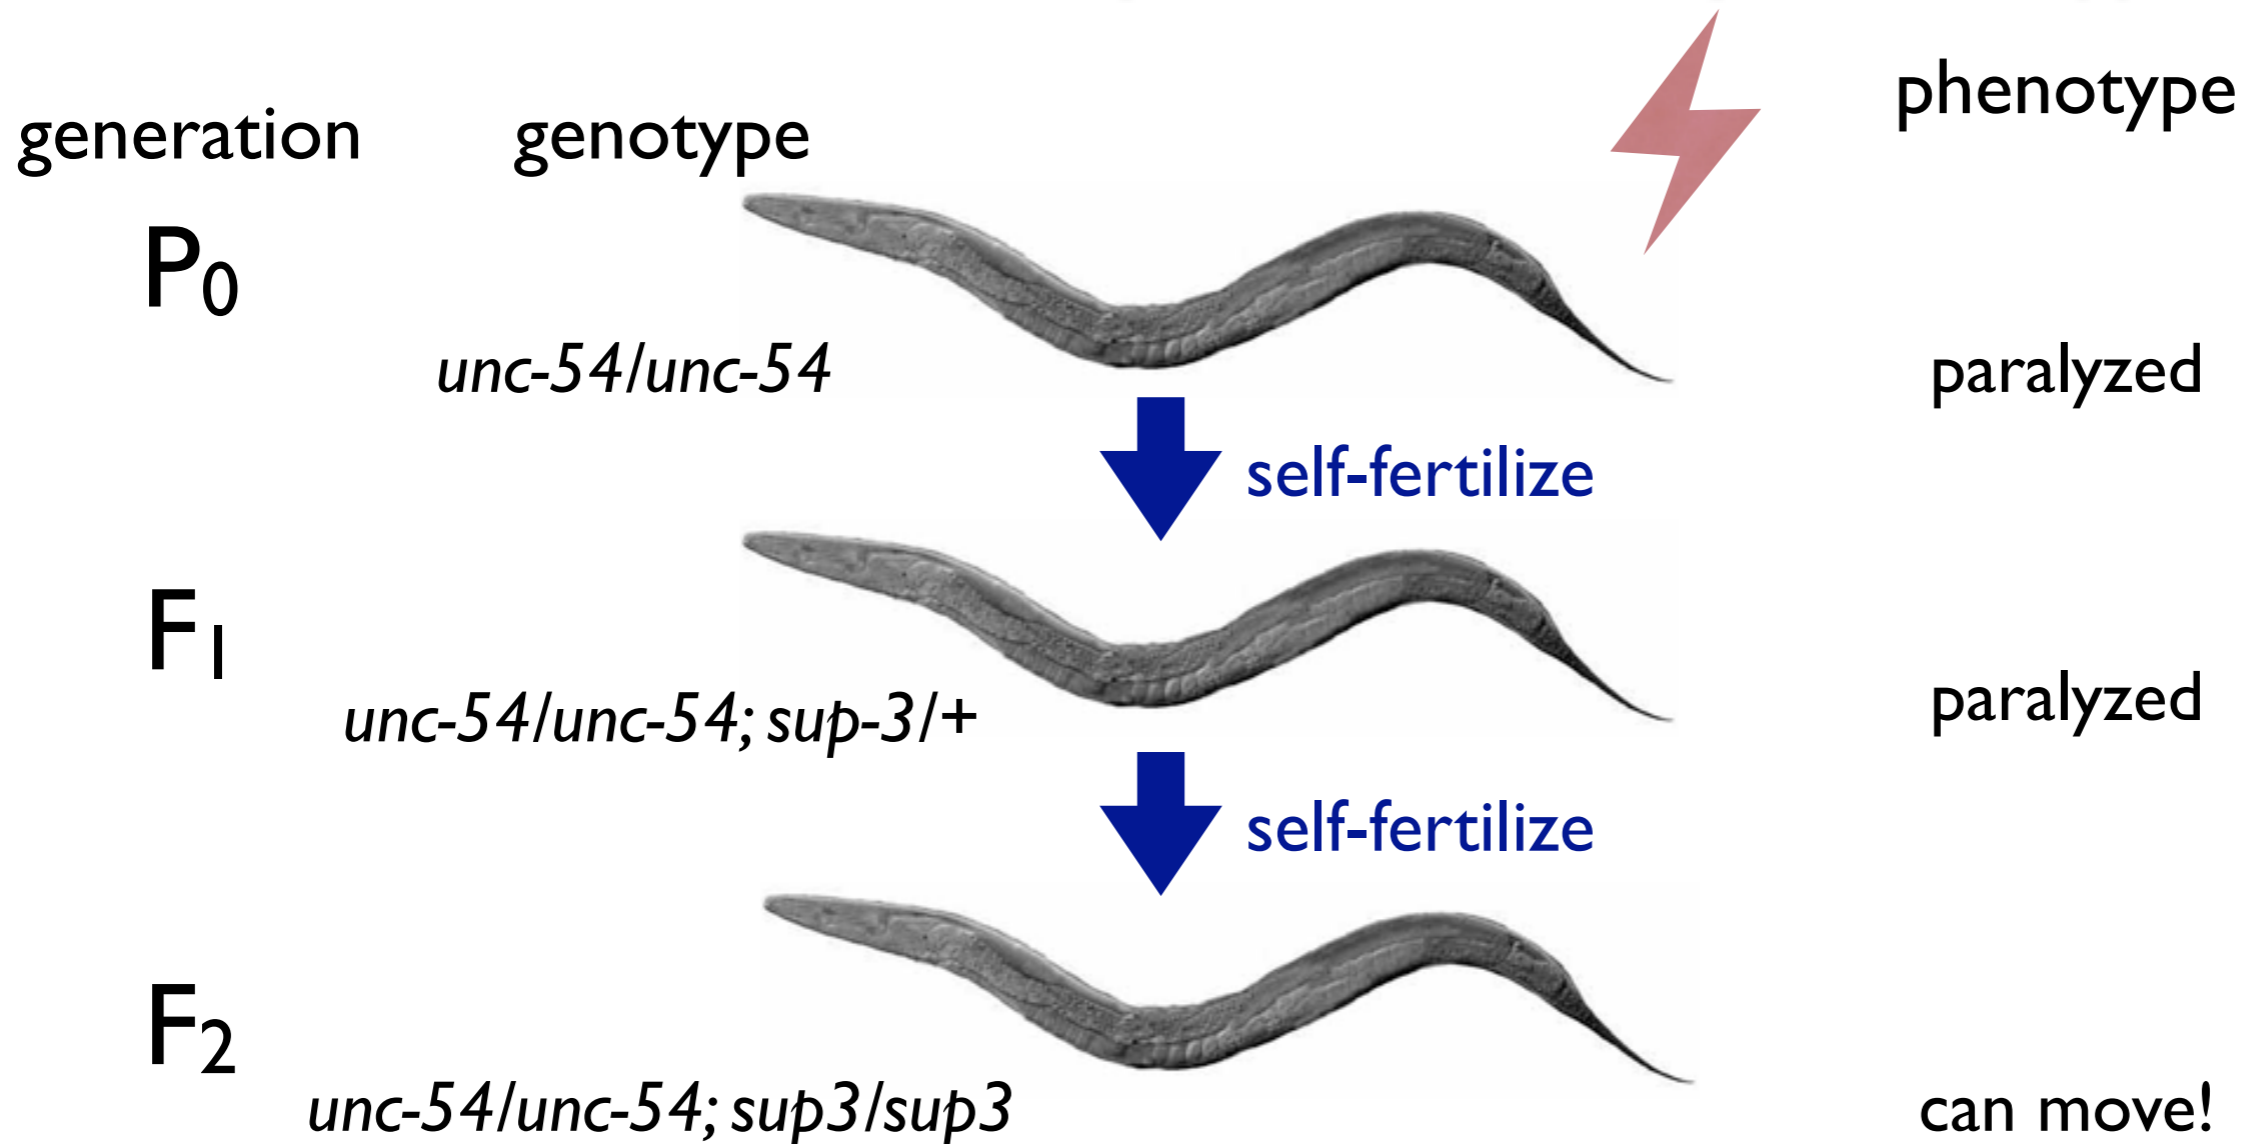 phenotype
generation genotype
P0
unc-54/unc-54 paralyzed
self-fertilize
F1
unc-54/unc-54; sup-3/+ paralyzed
self-fertilize
F2
unc-54/unc-54; sup3/sup3 can move!